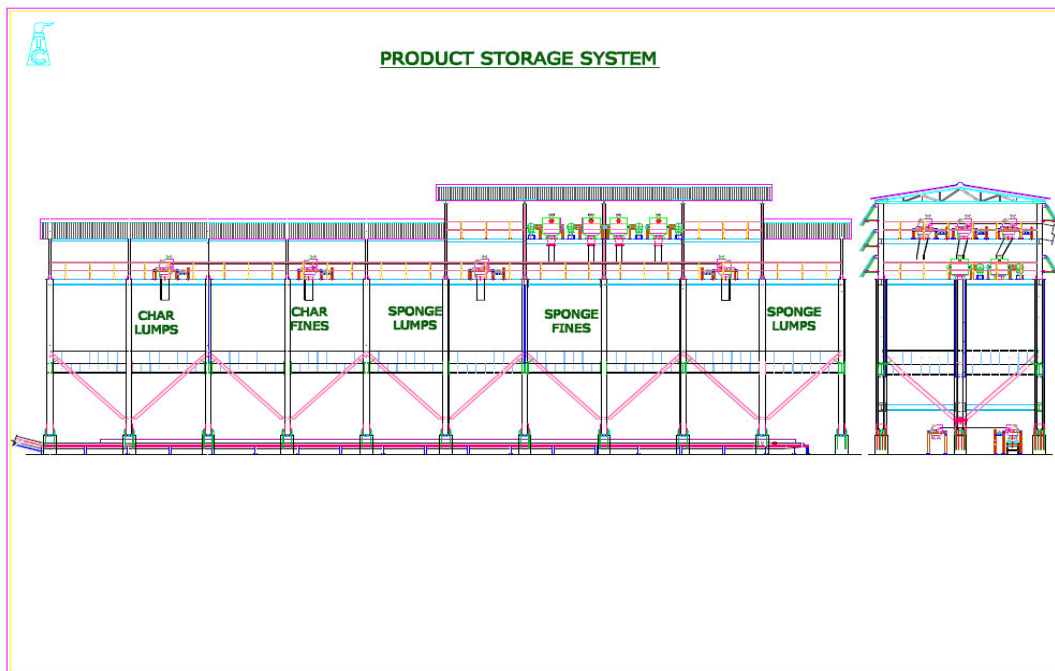 PRODUCT STORAGE SYSTEM
CHAR
LUMPS
CHAR
FINES
SPONGE
LUMPS
SPONGE
FINES
SPONGE
LUMPS